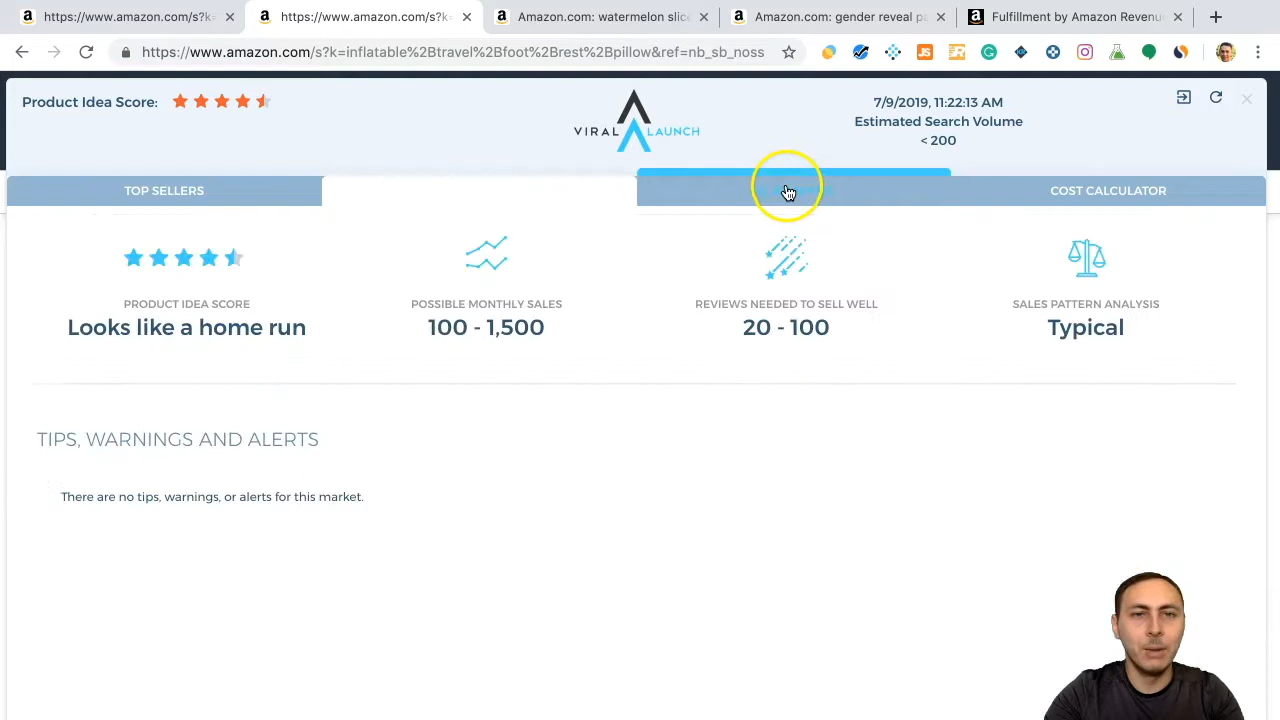 https://www.amazon.com/s?k=
https://www.amazon.com/s?k=
Amazon.com: watermelon slice
Amazon.com: gender reveal pa
Fulfillment by Amazon Revenu
https://www.amazon.com/s?k=inflatable%2Btravel%2Bfoot%2Brest%2Bpillow&ref=nb_sb_noss
Product Idea Score:
VIRAL LAUNCH
7/9/2019, 11:22:13 AM
Estimated Search Volume
< 200
TOP SELLERS
COST CALCULATOR
PRODUCT IDEA SCORE
Looks like a home run
POSSIBLE MONTHLY SALES
100 - 1,500
REVIEWS NEEDED TO SELL WELL
20 - 100
SALES PATTERN ANALYSIS
Typical
TIPS, WARNINGS AND ALERTS
There are no tips, warnings, or alerts for this market.